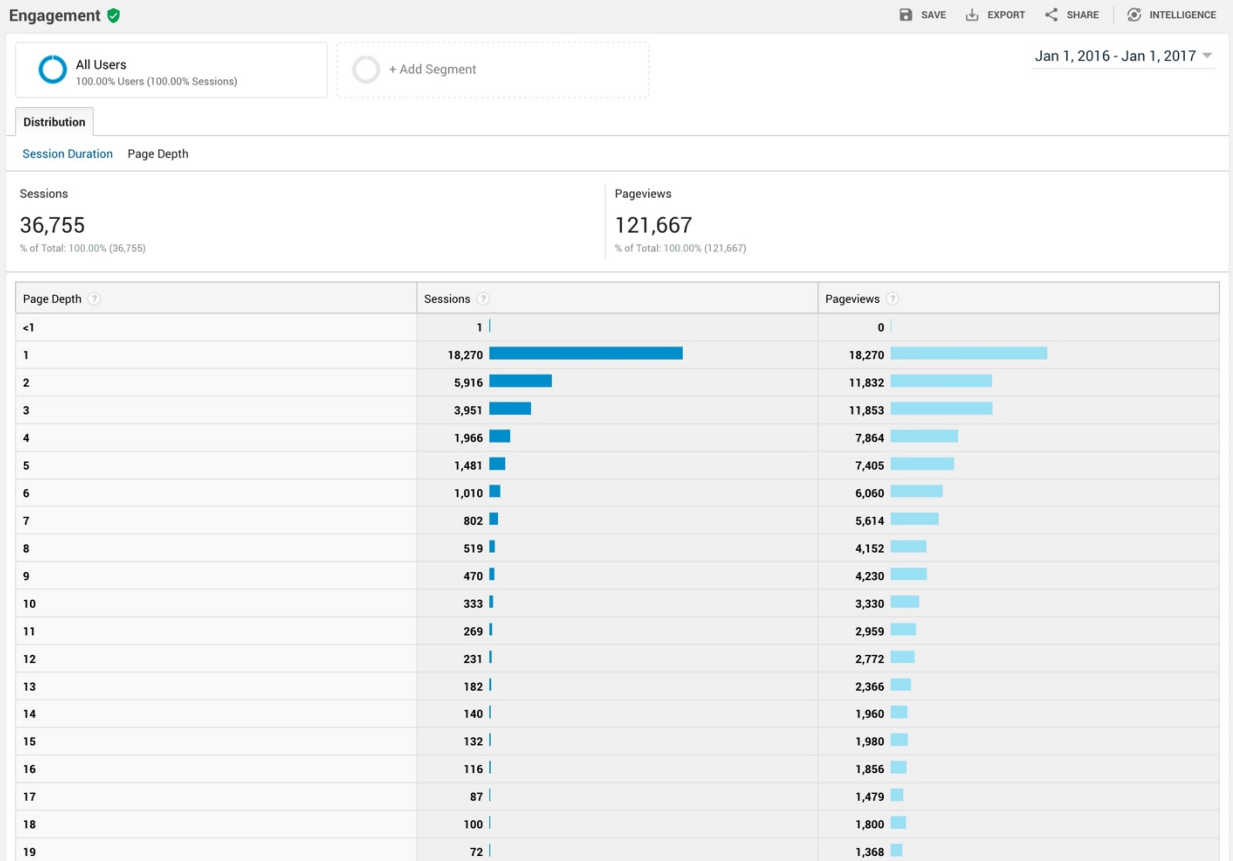 Engagement
SAVE EXPORT SHARE INTELLIGENCE
All Users
100.00% Users (100.00% Sessions)
+ Add Segment
Jan 1, 2016 - Jan 1, 2017
Distribution
Session Duration Page Depth
Sessions
36,755
% of Total: 100.00% (36,755)
Pageviews
121,667
% of Total: 100.00% (121,667)
Page Depth ? Sessions ? Pageviews ?
<1 1 0
1 18,270 18,270
2 5,916 11,832
3 3,951 11,853
4 1,966 7,864
5 1,481 7,405
6 1,010 6,060
7 802 5,614
8 519 4,152
9 470 4,230
10 333 3,330
11 269 2,959
12 231 2,772
13 182 2,366
14 140 1,960
15 132 1,980
16 116 1,856
17 87 1,479
18 100 1,800
19 72 1,368